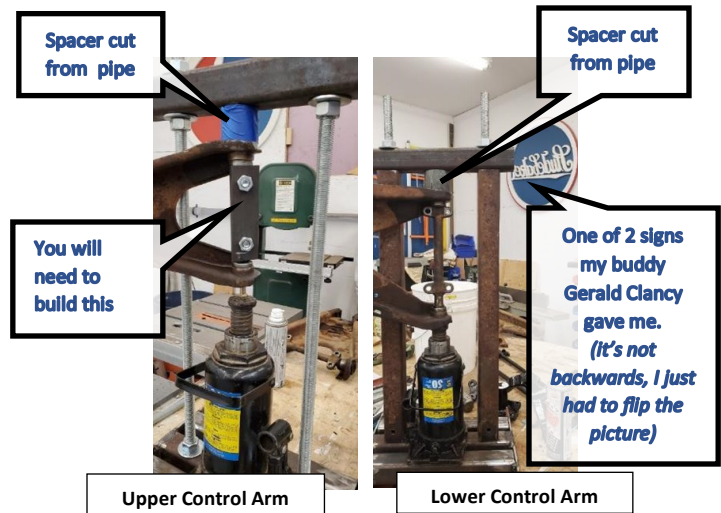 Spacer cut
from pipe
Spacer cut
from pipe
You will
need to
build this
Studebaker
One of 2 signs
my buddy
Gerald Clancy
gave me.
(it's not
backwards, I just
had to flip the
picture)
20
Upper Control Arm
Lower Control Arm